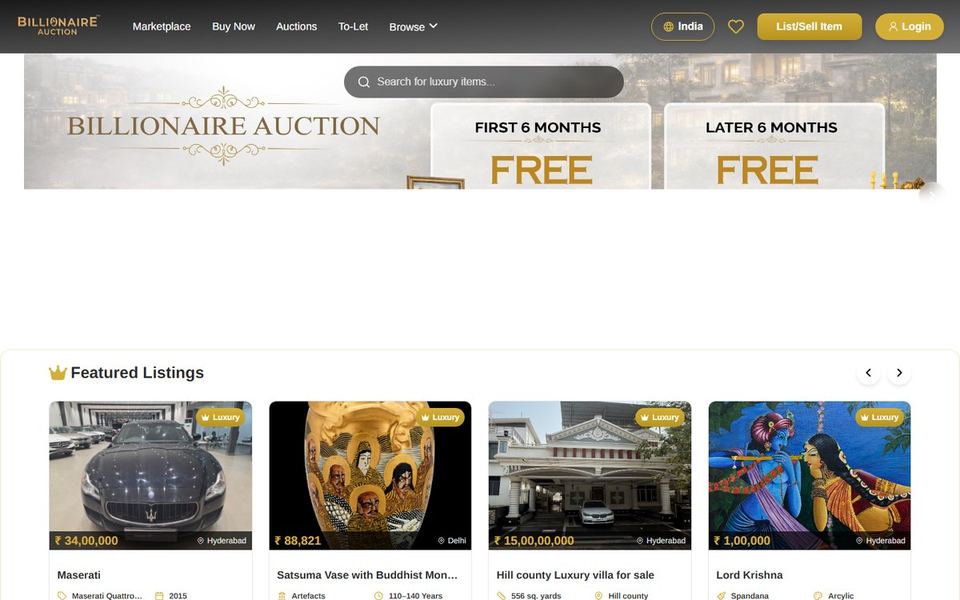 BILLIONAIRE
AUCTION
Marketplace
Buy Now
Auctions
To-Let
Browse
India
List/Sell Item
Login
Search for luxury items...
BILLIONAIRE AUCTION
FIRST 6 MONTHS
FREE
LATER 6 MONTHS
FREE
Featured Listings
Luxury
₹ 34,00,000
Hyderabad
Maserati
Maserati Quattro...
2015
Luxury
₹ 88,821
Delhi
Satsuma Vase with Buddhist Mon...
Artefacts
110–140 Years
Luxury
₹ 15,00,00,000
Hyderabad
Hill county Luxury villa for sale
556 sq. yards
Hill county
Luxury
₹ 1,00,000
Hyderabad
Lord Krishna
Spandana
Arcylic